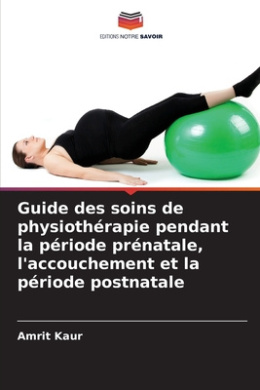 EDITIONS NOTRE SAVOIR
Guide des soins de
physiothérapie pendant
la période prénatale,
l'accouchement et la
période postnatale
Amrit Kaur